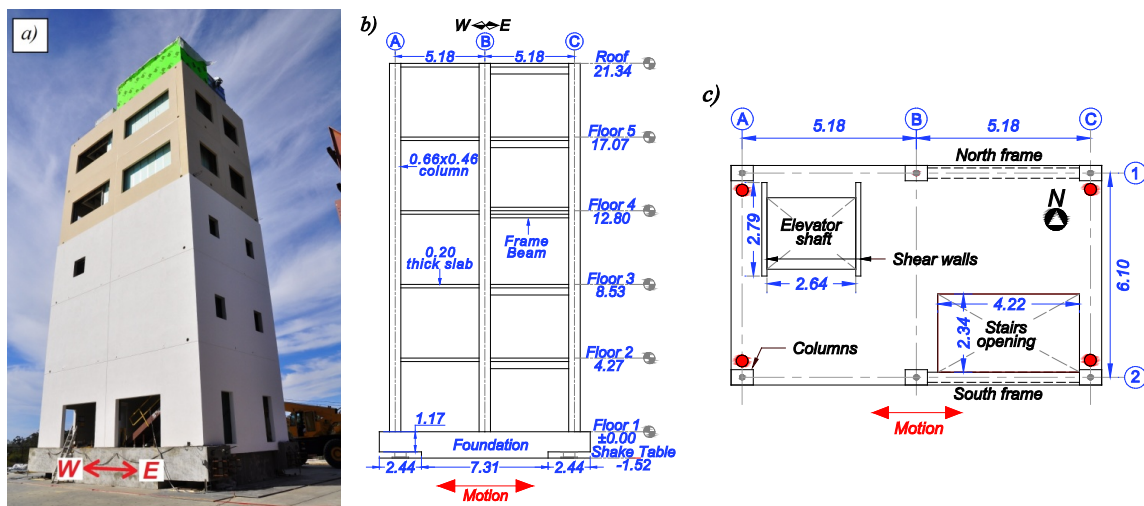 a)
W
E
b)
W E
A
B
C
5.18
5.18
Roof
21.34
Floor 5
17.07
0.66x0.46
column
Floor 4
12.80
Frame
Beam
0.20
thick slab
Floor 3
8.53
Floor 2
4.27
1.17
Floor 1
±0.00
Foundation
Shake Table
2.44
7.31
2.44
-1.52
Motion
c)
A
B
C
5.18
5.18
North frame
1
N
2.79
Elevator
shaft
Shear walls
2.64
6.10
4.22
2.34
Stairs
opening
Columns
2
South frame
Motion